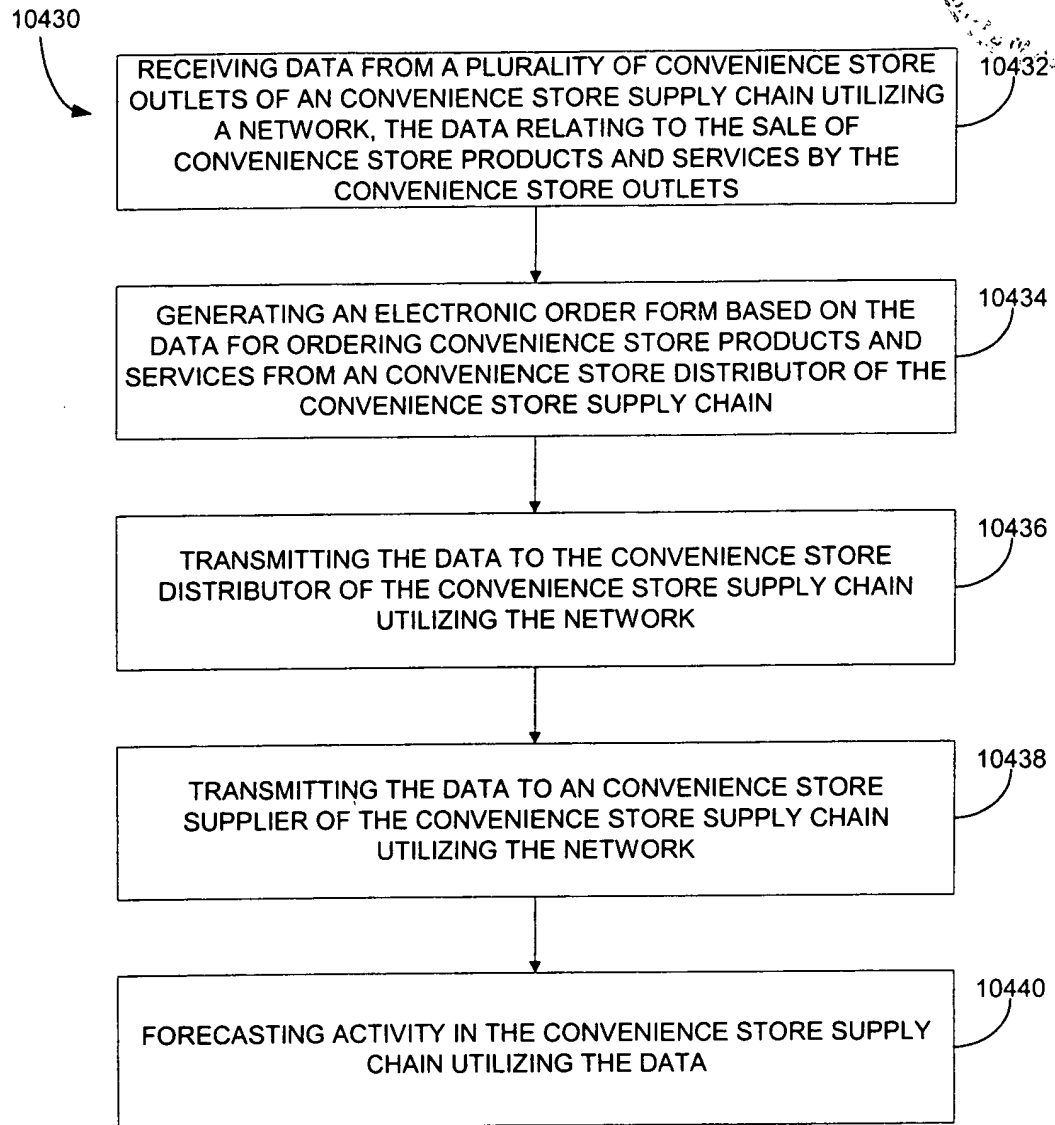 10430
RECEIVING DATA FROM A PLURALITY OF CONVENIENCE STORE
OUTLETS OF AN CONVENIENCE STORE SUPPLY CHAIN UTILIZING
A NETWORK, THE DATA RELATING TO THE SALE OF
CONVENIENCE STORE PRODUCTS AND SERVICES BY THE
CONVENIENCE STORE OUTLETS
10432
GENERATING AN ELECTRONIC ORDER FORM BASED ON THE
DATA FOR ORDERING CONVENIENCE STORE PRODUCTS AND
SERVICES FROM AN CONVENIENCE STORE DISTRIBUTOR OF THE
CONVENIENCE STORE SUPPLY CHAIN
10434
TRANSMITTING THE DATA TO THE CONVENIENCE STORE
DISTRIBUTOR OF THE CONVENIENCE STORE SUPPLY CHAIN
UTILIZING THE NETWORK
10436
TRANSMITTING THE DATA TO AN CONVENIENCE STORE
SUPPLIER OF THE CONVENIENCE STORE SUPPLY CHAIN
UTILIZING THE NETWORK
10438
FORECASTING ACTIVITY IN THE CONVENIENCE STORE SUPPLY
CHAIN UTILIZING THE DATA
10440